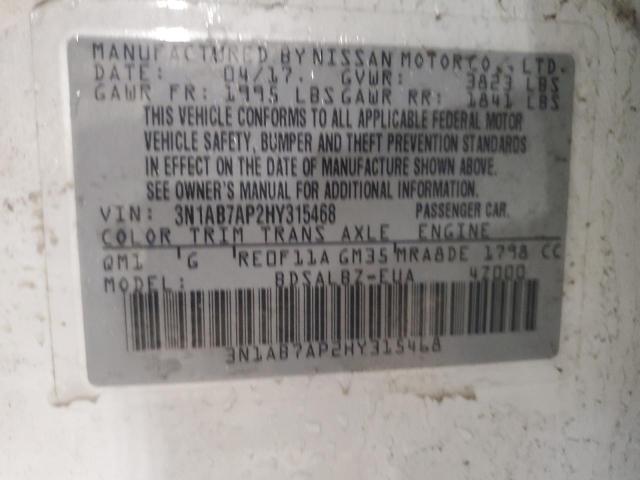 MANUFACTURED BY NISSAN MOTOR CO., LTD.
DATE: 04/17. GVWR: 3823 LBS
GAWR FR: 1995 LBS GAWR RR: 1841 LBS
THIS VEHICLE CONFORMS TO ALL APPLICABLE FEDERAL MOTOR
VEHICLE SAFETY, BUMPER AND THEFT PREVENTION STANDARDS
IN EFFECT ON THE DATE OF MANUFACTURE SHOWN ABOVE.
SEE OWNER'S MANUAL FOR ADDITIONAL INFORMATION.
VIN: 3N1AB7AP2HY315468 PASSENGER CAR.
COLOR TRIM TRANS AXLE ENGINE
QM1 G RE0F11A GM35 MRA8DE 1798 CC
MODEL: BDSALBZ-EUA 47000
3N1AB7AP2HY315468